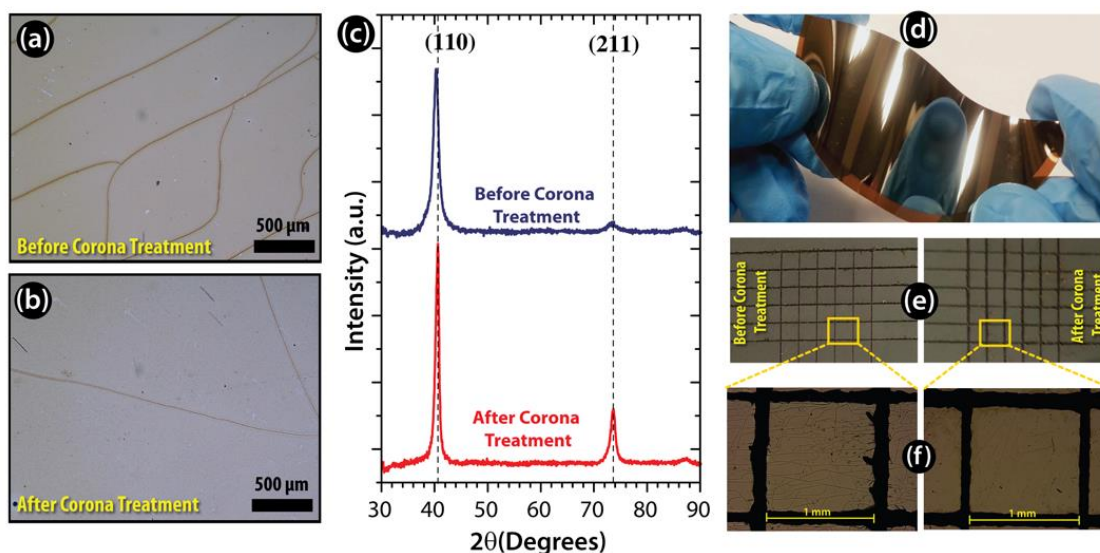 (a)
500 µm
Before Corona Treatment
(b)
500 µm
After Corona Treatment
(c)
(110)
(211)
Before Corona
Treatment
After Corona
Treatment
Intensity (a.u.)
30 40 50 60 70 80 90
2θ(Degrees)
(d)
Before Corona
Treatment
(e)
After Corona
Treatment
(f)
1 mm
1 mm